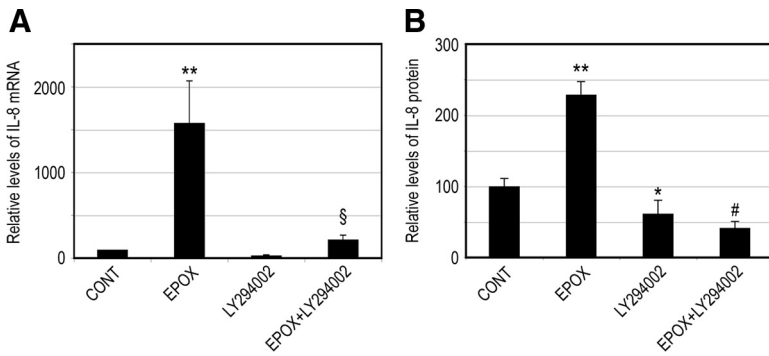 A
Relative levels of IL-8 mRNA
2000
1000
0
**
§
CONT
EPOX
LY294002
EPOX+LY294002
B
Relative levels of IL-8 protein
300
200
100
0
**
*
#
CONT
EPOX
LY294002
EPOX+LY294002